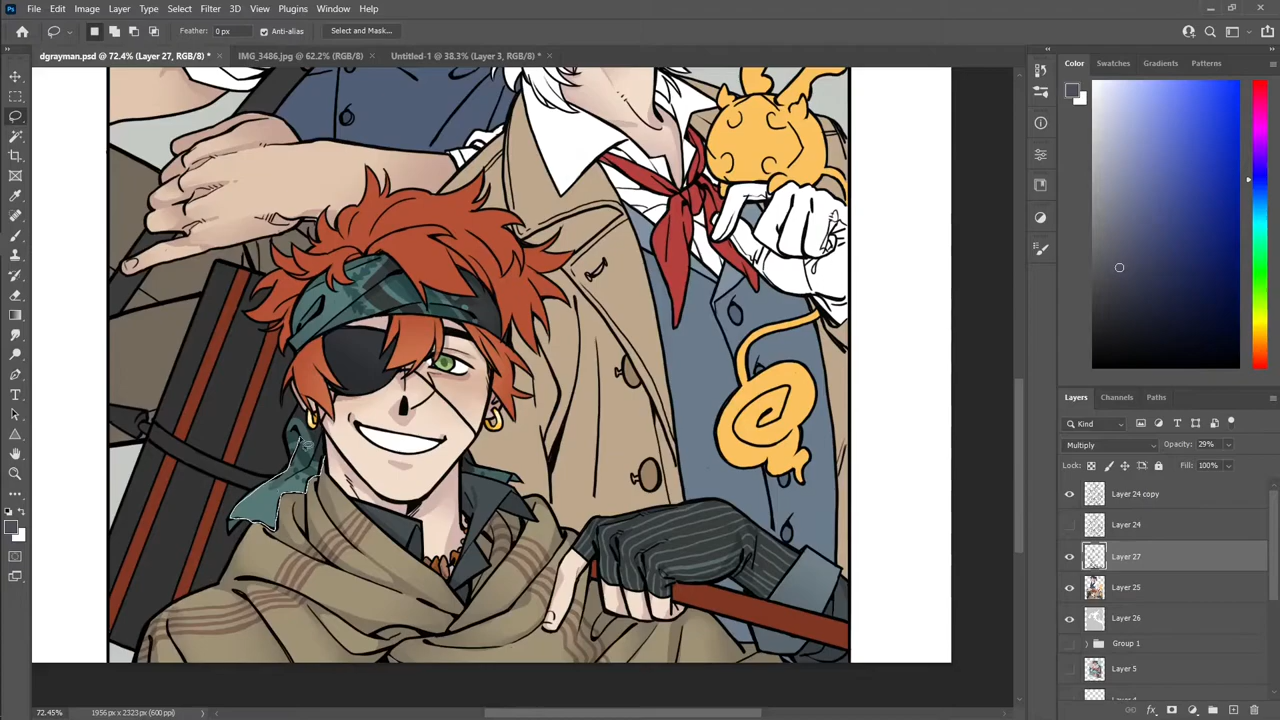 Ps File Edit Image Layer Type Select Filter 3D View Plugins Window Help
Feather: 0 px Anti-alias Select and Mask...
dgrayman.psd @ 72.4% (Layer 27, RGB/8) * × IMG_3486.jpg @ 62.2% (RGB/8) × Untitled-1 @ 38.3% (Layer 3, RGB/8) * ×
Color Swatches Gradients Patterns
Layers Channels Paths
Kind
Multiply Opacity: 29%
Lock: Fill: 100%
Layer 24 copy
Layer 24
Layer 27
Layer 25
Layer 26
Group 1
Layer 5
72.45% 1956 px x 2323 px (600 ppi)